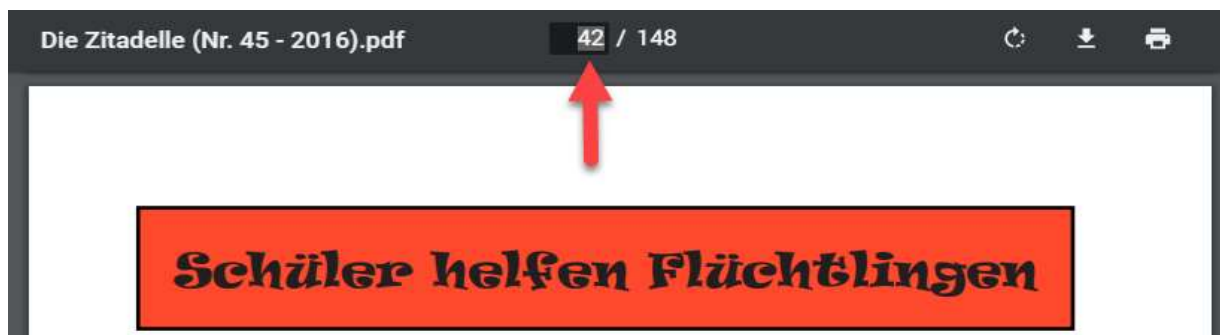 Die Zitadelle (Nr. 45 - 2016).pdf 42 / 148
Schüler helfen Flüchtlingen